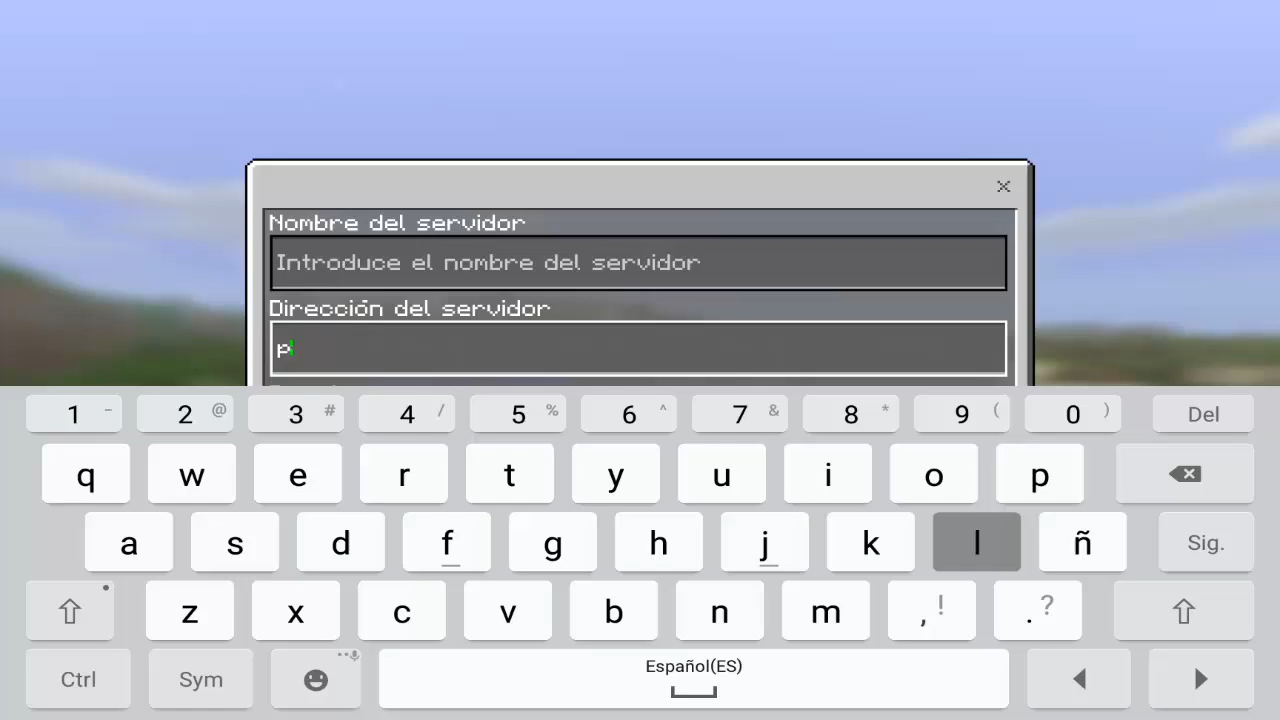 Nombre del servidor
Introduce el nombre del servidor
Dirección del servidor
p
1 - 2 @ 3 # 4 / 5 % 6 ^ 7 & 8 * 9 ( 0 ) Del
q w e r t y u i o p
a s d f g h j k l ñ Sig.
z x c v b n m , ! . ?
Ctrl Sym Español(ES)